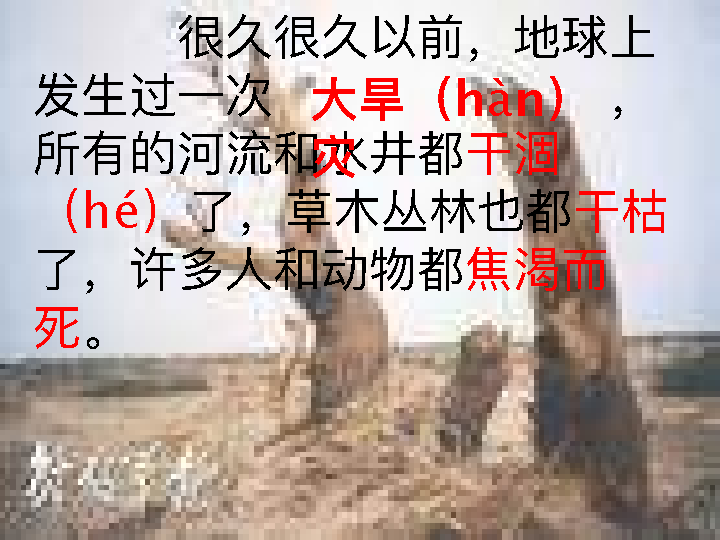 很久很久以前，地球上
发生过一次 大旱（hàn），
灾
所有的河流和水井都干涸
（hé）了，草木丛林也都干枯
了，许多人和动物都焦渴而
死。